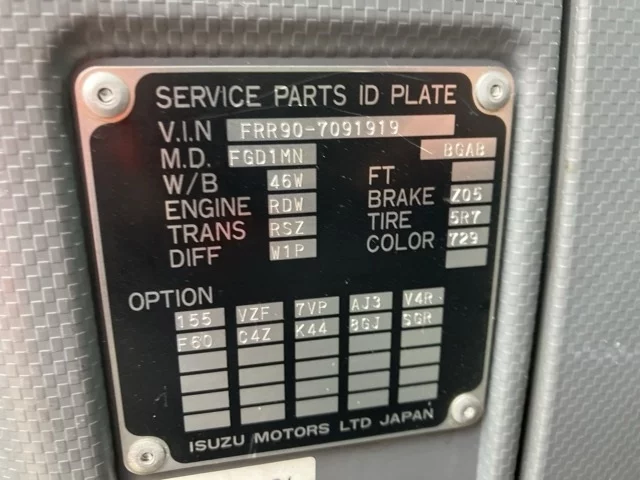 SERVICE PARTS ID PLATE
V.I.N FRR90-7091919
M.D. FGD1MN BGAB
W/B 46W FT
ENGINE RDW BRAKE Z05
TRANS RSZ TIRE 5R7
DIFF W1P COLOR 729
OPTION
155 VZF 7VP AJ3 V4R
F60 C4Z K44 8GJ SGR
ISUZU MOTORS LTD JAPAN